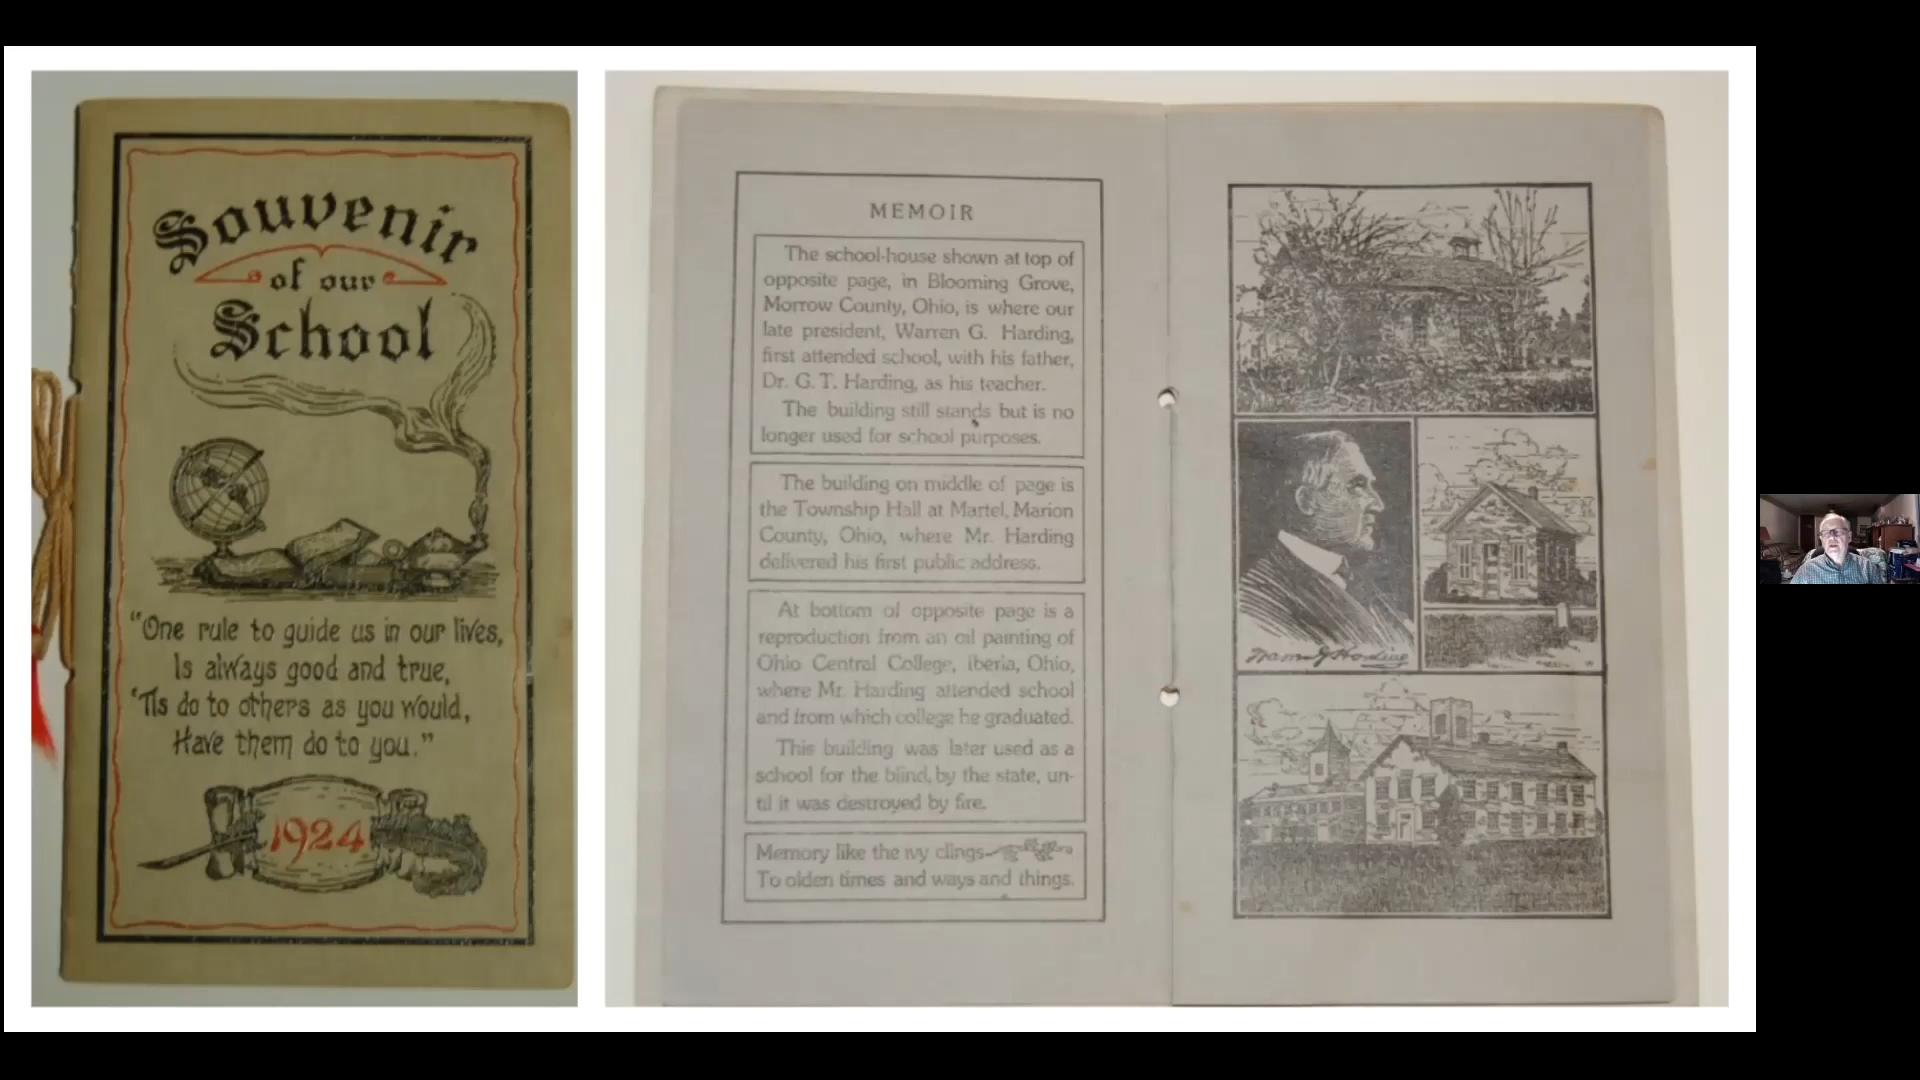 Souvenir
of our
School
"One rule to guide us in our lives,
Is always good and true,
'Tis do to others as you would,
Have them do to you."
1924
MEMOIR
The school-house shown at top of
opposite page, in Blooming Grove,
Morrow County, Ohio, is where our
late president, Warren G. Harding,
first attended school, with his father,
Dr. G. T. Harding, as his teacher.
The building still stands but is no
longer used for school purposes.
The building on middle of page is
the Township Hall at Martel, Marion
County, Ohio, where Mr. Harding
delivered his first public address.
At bottom of opposite page is a
reproduction from an oil painting of
Ohio Central College, Iberia, Ohio,
where Mr. Harding attended school
and from which college he graduated.
This building was later used as a
school for the blind, by the state, un-
til it was destroyed by fire.
Memory like the ivy clings
To olden times and ways and things.
Warren G Harding